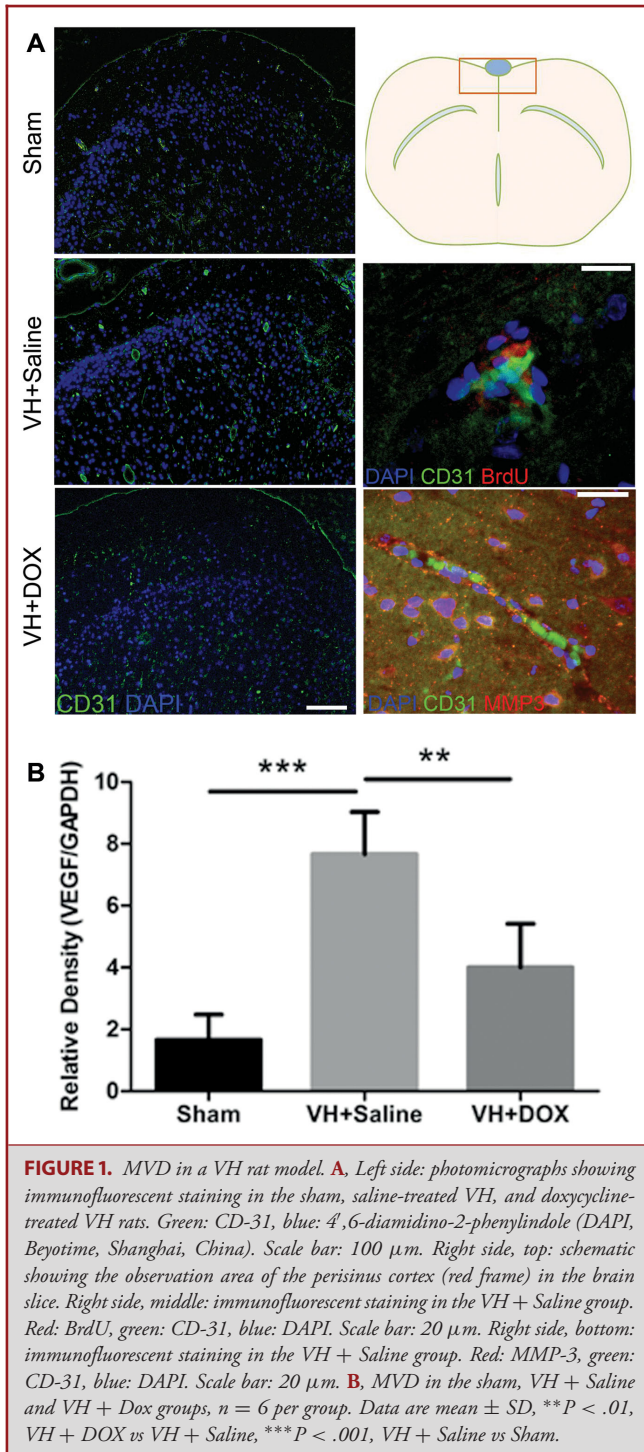 A
Sham
VH+Saline
DAPI CD31 BrdU
VH+DOX
CD31 DAPI
DAPI CD31 MMP3
B
***
**
Relative Density (VEGF/GAPDH)
10
8
6
4
2
0
Sham VH+Saline VH+DOX
FIGURE 1. MVD in a VH rat model. A, Left side: photomicrographs showing
immunofluorescent staining in the sham, saline-treated VH, and doxycycline-
treated VH rats. Green: CD-31, blue: 4′,6-diamidino-2-phenylindole (DAPI,
Beyotime, Shanghai, China). Scale bar: 100 μm. Right side, top: schematic
showing the observation area of the perisinus cortex (red frame) in the brain
slice. Right side, middle: immunofluorescent staining in the VH + Saline group.
Red: BrdU, green: CD-31, blue: DAPI. Scale bar: 20 μm. Right side, bottom:
immunofluorescent staining in the VH + Saline group. Red: MMP-3, green:
CD-31, blue: DAPI. Scale bar: 20 μm. B, MVD in the sham, VH + Saline
and VH + Dox groups, n = 6 per group. Data are mean ± SD, **P < .01,
VH + DOX vs VH + Saline, ***P < .001, VH + Saline vs Sham.